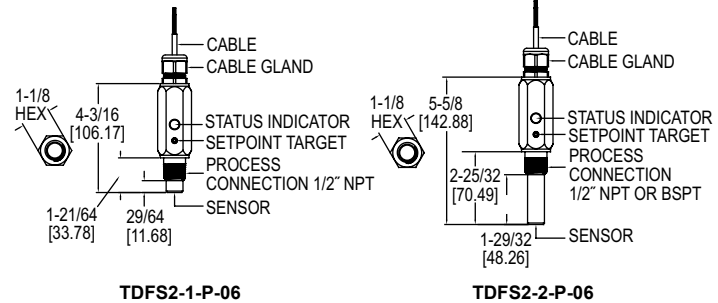 CABLE
CABLE GLAND
1-1/8
HEX
4-3/16
[106.17]
STATUS INDICATOR
SETPOINT TARGET
PROCESS
CONNECTION 1/2˝ NPT
SENSOR
1-21/64
[33.78]
29/64
[11.68]
TDFS2-1-P-06
CABLE
CABLE GLAND
1-1/8
HEX
5-5/8
[142.88]
STATUS INDICATOR
SETPOINT TARGET
PROCESS
CONNECTION
1/2˝ NPT OR BSPT
2-25/32
[70.49]
SENSOR
1-29/32
[48.26]
TDFS2-2-P-06